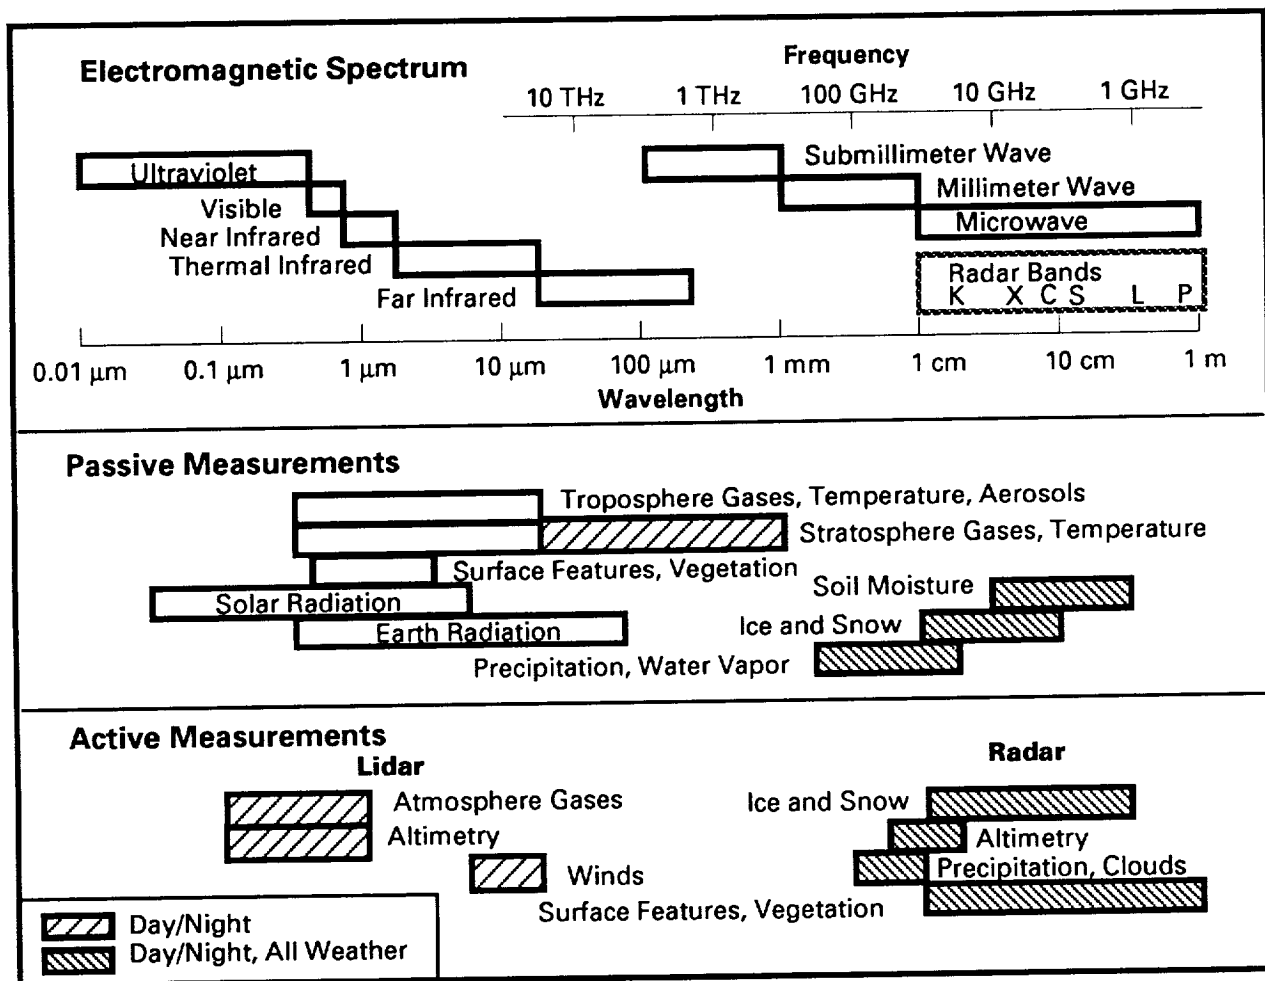 Electromagnetic Spectrum
Frequency
10 THz 1 THz 100 GHz 10 GHz 1 GHz
Ultraviolet
Submillimeter Wave
Visible
Millimeter Wave
Near Infrared
Microwave
Thermal Infrared
Far Infrared
Radar Bands
K X C S L P
0.01 μm 0.1 μm 1 μm 10 μm 100 μm 1 mm 1 cm 10 cm 1 m
Wavelength
Passive Measurements
Troposphere Gases, Temperature, Aerosols
Stratosphere Gases, Temperature
Surface Features, Vegetation
Soil Moisture
Solar Radiation
Ice and Snow
Earth Radiation
Precipitation, Water Vapor
Active Measurements
Lidar
Radar
Atmosphere Gases
Ice and Snow
Altimetry
Altimetry
Winds
Precipitation, Clouds
Surface Features, Vegetation
Day/Night
Day/Night, All Weather